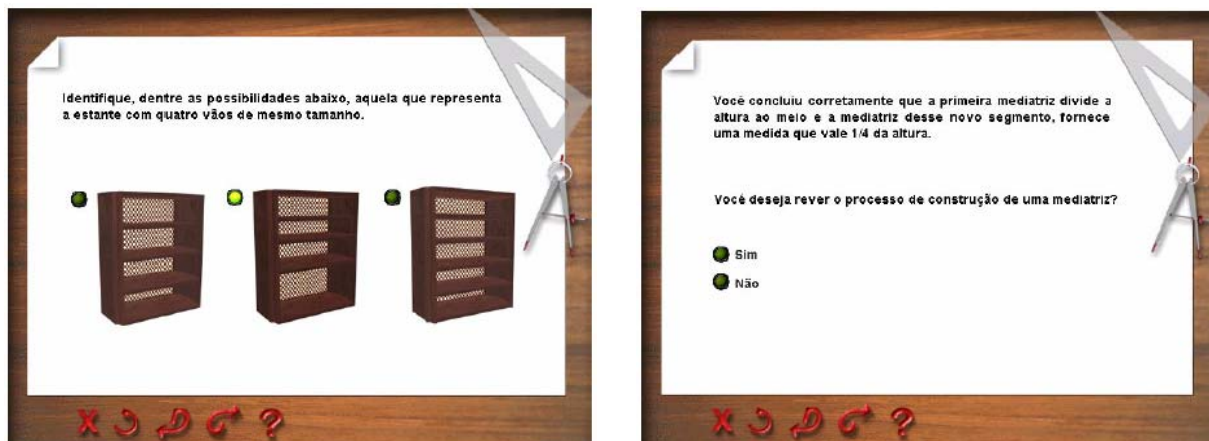 Identifique, dentre as possibilidades abaixo, aquela que representa
a estante com quatro vãos de mesmo tamanho.
Você concluiu corretamente que a primeira mediatriz divide a
altura ao meio e a mediatriz desse novo segmento, fornece
uma medida que vale 1/4 da altura.
Você deseja rever o processo de construção de uma mediatriz?
Sim
Não